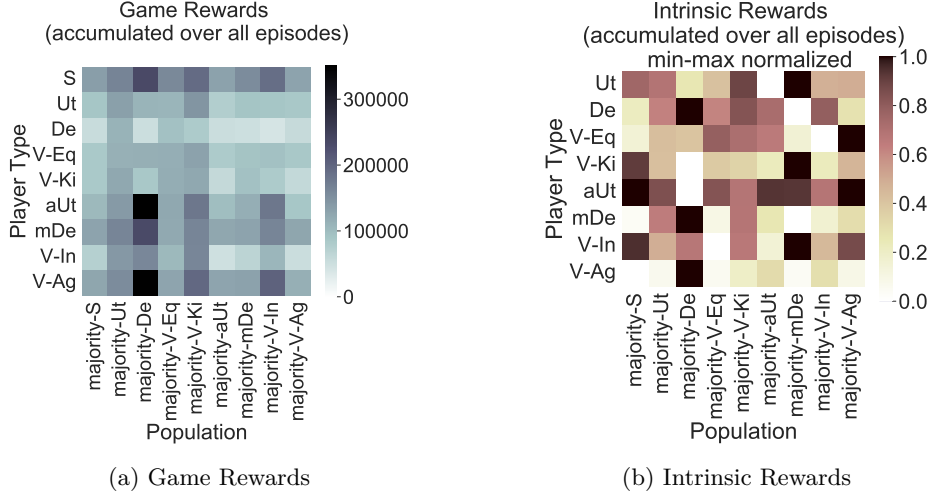 Game Rewards
(accumulated over all episodes)
S
Ut
De
V-Eq
V-Ki
aUt
mDe
V-In
V-Ag
Player Type
300000
200000
100000
0
majority-S
majority-Ut
majority-De
majority-V-Eq
majority-V-Ki
majority-aUt
majority-mDe
majority-V-In
majority-V-Ag
Population
(a) Game Rewards
Intrinsic Rewards
(accumulated over all episodes)
min-max normalized
Ut
De
V-Eq
V-Ki
aUt
mDe
V-In
V-Ag
Player Type
1.0
0.8
0.6
0.4
0.2
0.0
majority-S
majority-Ut
majority-De
majority-V-Eq
majority-V-Ki
majority-aUt
majority-mDe
majority-V-In
majority-V-Ag
Population
(b) Intrinsic Rewards